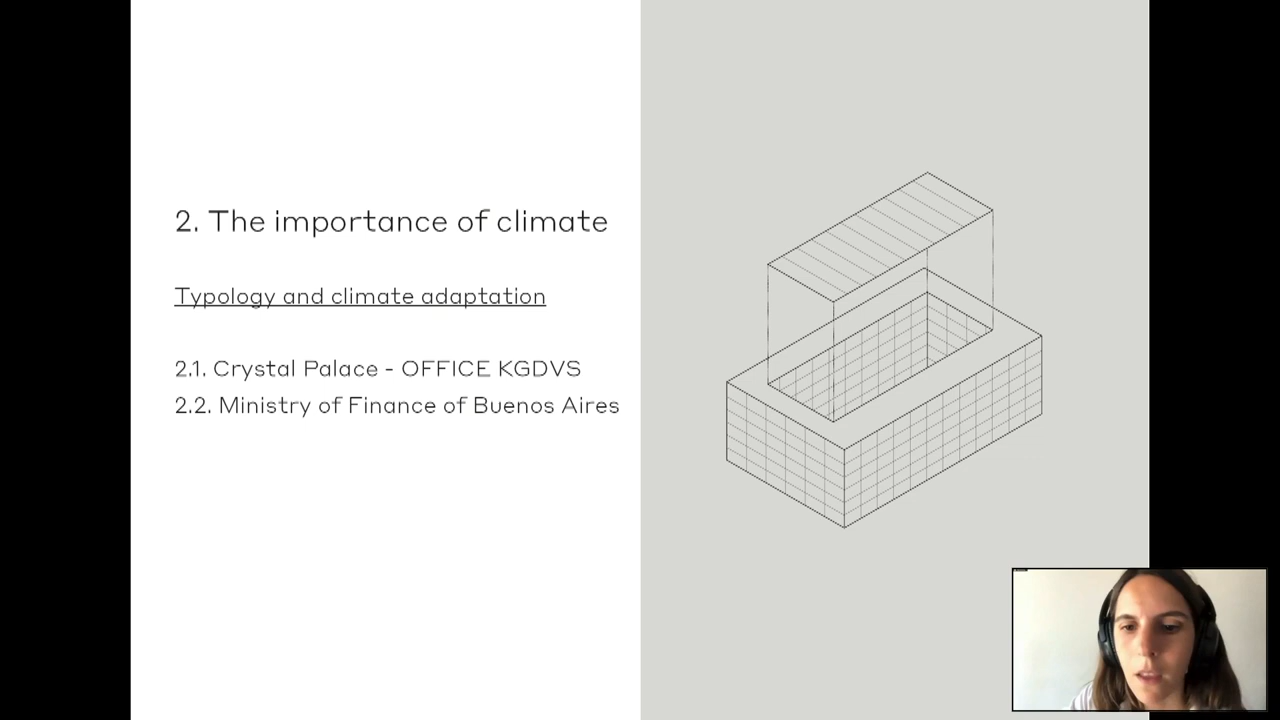 2. The importance of climate
Typology and climate adaptation
2.1. Crystal Palace - OFFICE KGDVS
2.2. Ministry of Finance of Buenos Aires